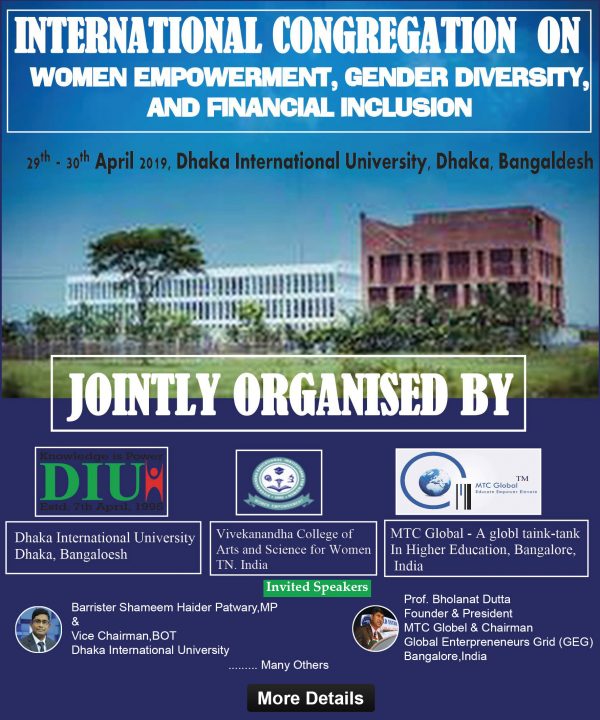 INTERNATIONAL CONGREGATION ON
WOMEN EMPOWERMENT, GENDER DIVERSITY,
AND FINANCIAL INCLUSION
29th - 30th April 2019, Dhaka International University, Dhaka, Bangaldesh
JOINTLY ORGANISED BY
Knowledge is Power
DIU
Estd. 7th April, 1995
MTC Global TM
Educate Empower Elevate
Dhaka International University
Dhaka, Bangaloesh
Vivekanandha College of
Arts and Science for Women
TN. India
MTC Global - A globl taink-tank
In Higher Education, Bangalore,
India
Invited Speakers
Barrister Shameem Haider Patwary,MP
&
Vice Chairman,BOT
Dhaka International University
Prof. Bholanat Dutta
Founder & President
MTC Globel & Chairman
Global Enterpreneneurs Grid (GEG)
Bangalore,India
......... Many Others
More Details